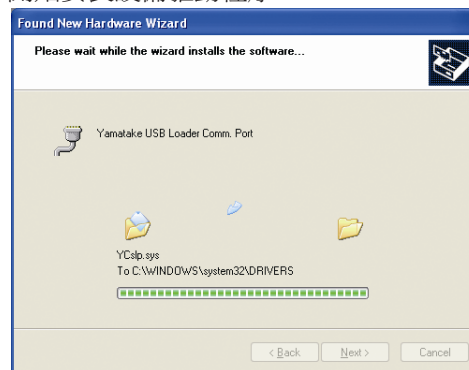 Found New Hardware Wizard
Please wait while the wizard installs the software...
Yamatake USB Loader Comm. Port
YCslp.sys
To C:\WINDOWS\system32\DRIVERS
< Back
Next >
Cancel